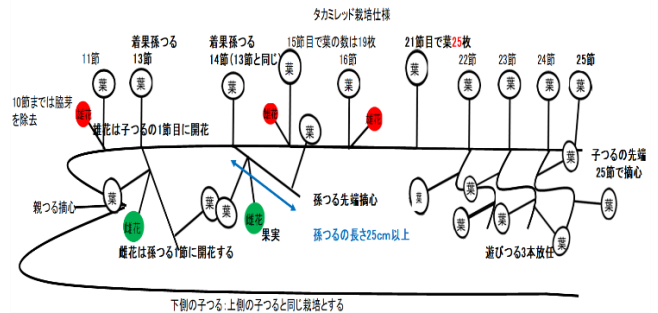 タカミレッド栽培仕様
着果孫つる
13節
着果孫つる
14節(13節と同じ)
15節目で葉の数は19枚
21節目で葉25枚
11節
16節
22節
23節
24節
25節
葉
葉
葉
葉
葉
葉
葉
葉
葉
葉
10節までは脇芽
を除去
雄花
雄花
雄花
葉
雄花は子つるの1節目に開花
葉
子つるの先端
25節で摘心
親つる摘心
葉
葉
葉
孫つる先端摘心
葉
葉
葉
葉
葉
葉
雌花
雌花
果実
孫つるの長さ25cm以上
雌花は孫つる1節に開花する
遊びつる3本放任
下側の子つる:上側の子つると同じ栽培とする